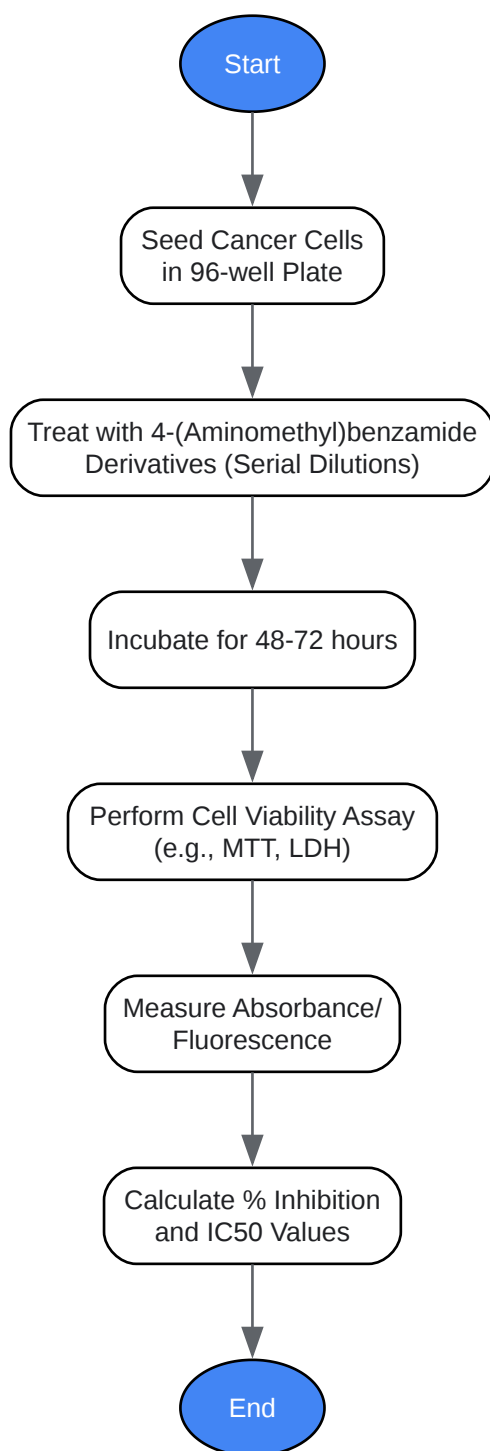 Start
Seed Cancer Cells
in 96-well Plate
Treat with 4-(Aminomethyl)benzamide
Derivatives (Serial Dilutions)
Incubate for 48-72 hours
Perform Cell Viability Assay
(e.g., MTT, LDH)
Measure Absorbance/
Fluorescence
Calculate % Inhibition
and IC50 Values
End